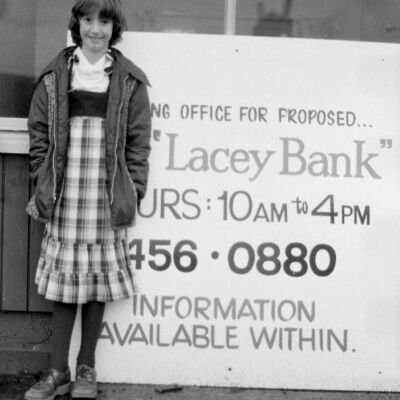 NG OFFICE FOR PROPOSED...
"Lacey Bank"
URS: 10AM to 4PM
456 · 0880
INFORMATION
AVAILABLE WITHIN.